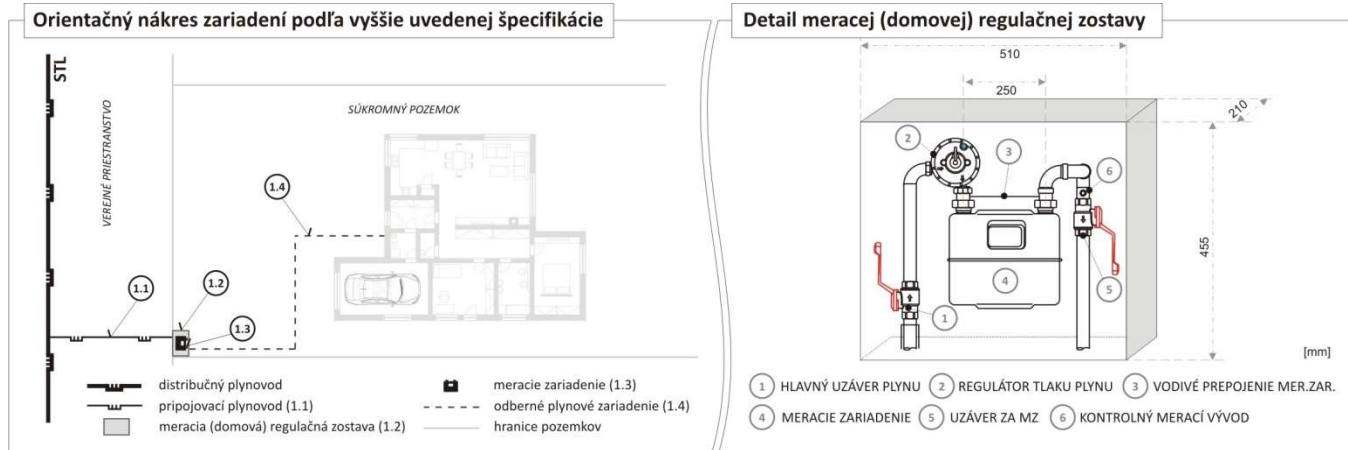 Orientačný nákres zariadení podľa vyššie uvedenej špecifikácie
STL
VEREJNÉ PRIESTRANSTVO
SÚKROMNÝ POZEMOK
1.4
1.1
1.2
1.3
distribučný plynovod
pripojovací plynovod (1.1)
meracia (domová) regulačná zostava (1.2)
meracie zariadenie (1.3)
odberné plynové zariadenie (1.4)
hranice pozemkov
Detail meracej (domovej) regulačnej zostavy
510
250
210
455
2
3
6
4
5
1
[mm]
1 HLAVNÝ UZÁVER PLYNU 2 REGULÁTOR TLAKU PLYNU 3 VODIVÉ PREPOJENIE MER.ZAR.
4 MERACIE ZARIADENIE 5 UZÁVER ZA MZ 6 KONTROLNÝ MERACÍ VÝVOD